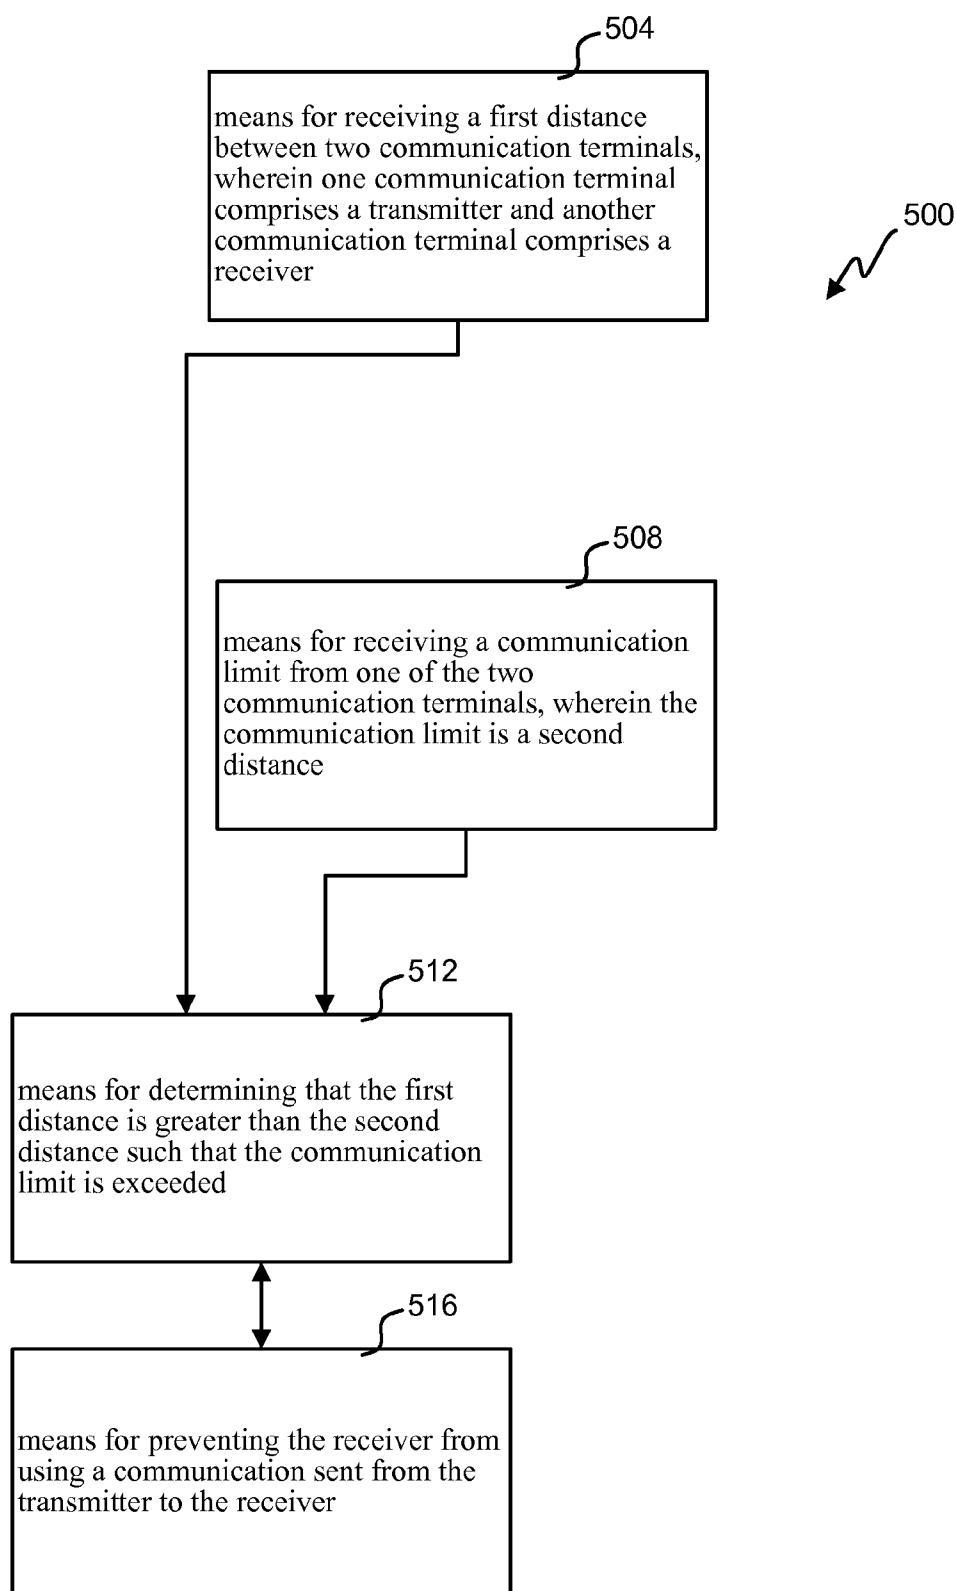 504
means for receiving a first distance
between two communication terminals,
wherein one communication terminal
comprises a transmitter and another
communication terminal comprises a
receiver
500
508
means for receiving a communication
limit from one of the two
communication terminals, wherein the
communication limit is a second
distance
512
means for determining that the first
distance is greater than the second
distance such that the communication
limit is exceeded
516
means for preventing the receiver from
using a communication sent from the
transmitter to the receiver